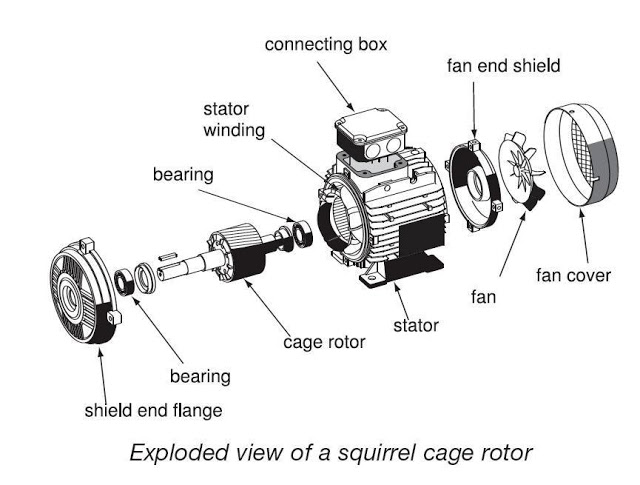 connecting box
fan end shield
stator
winding
bearing
fan cover
fan
stator
cage rotor
bearing
shield end flange
Exploded view of a squirrel cage rotor